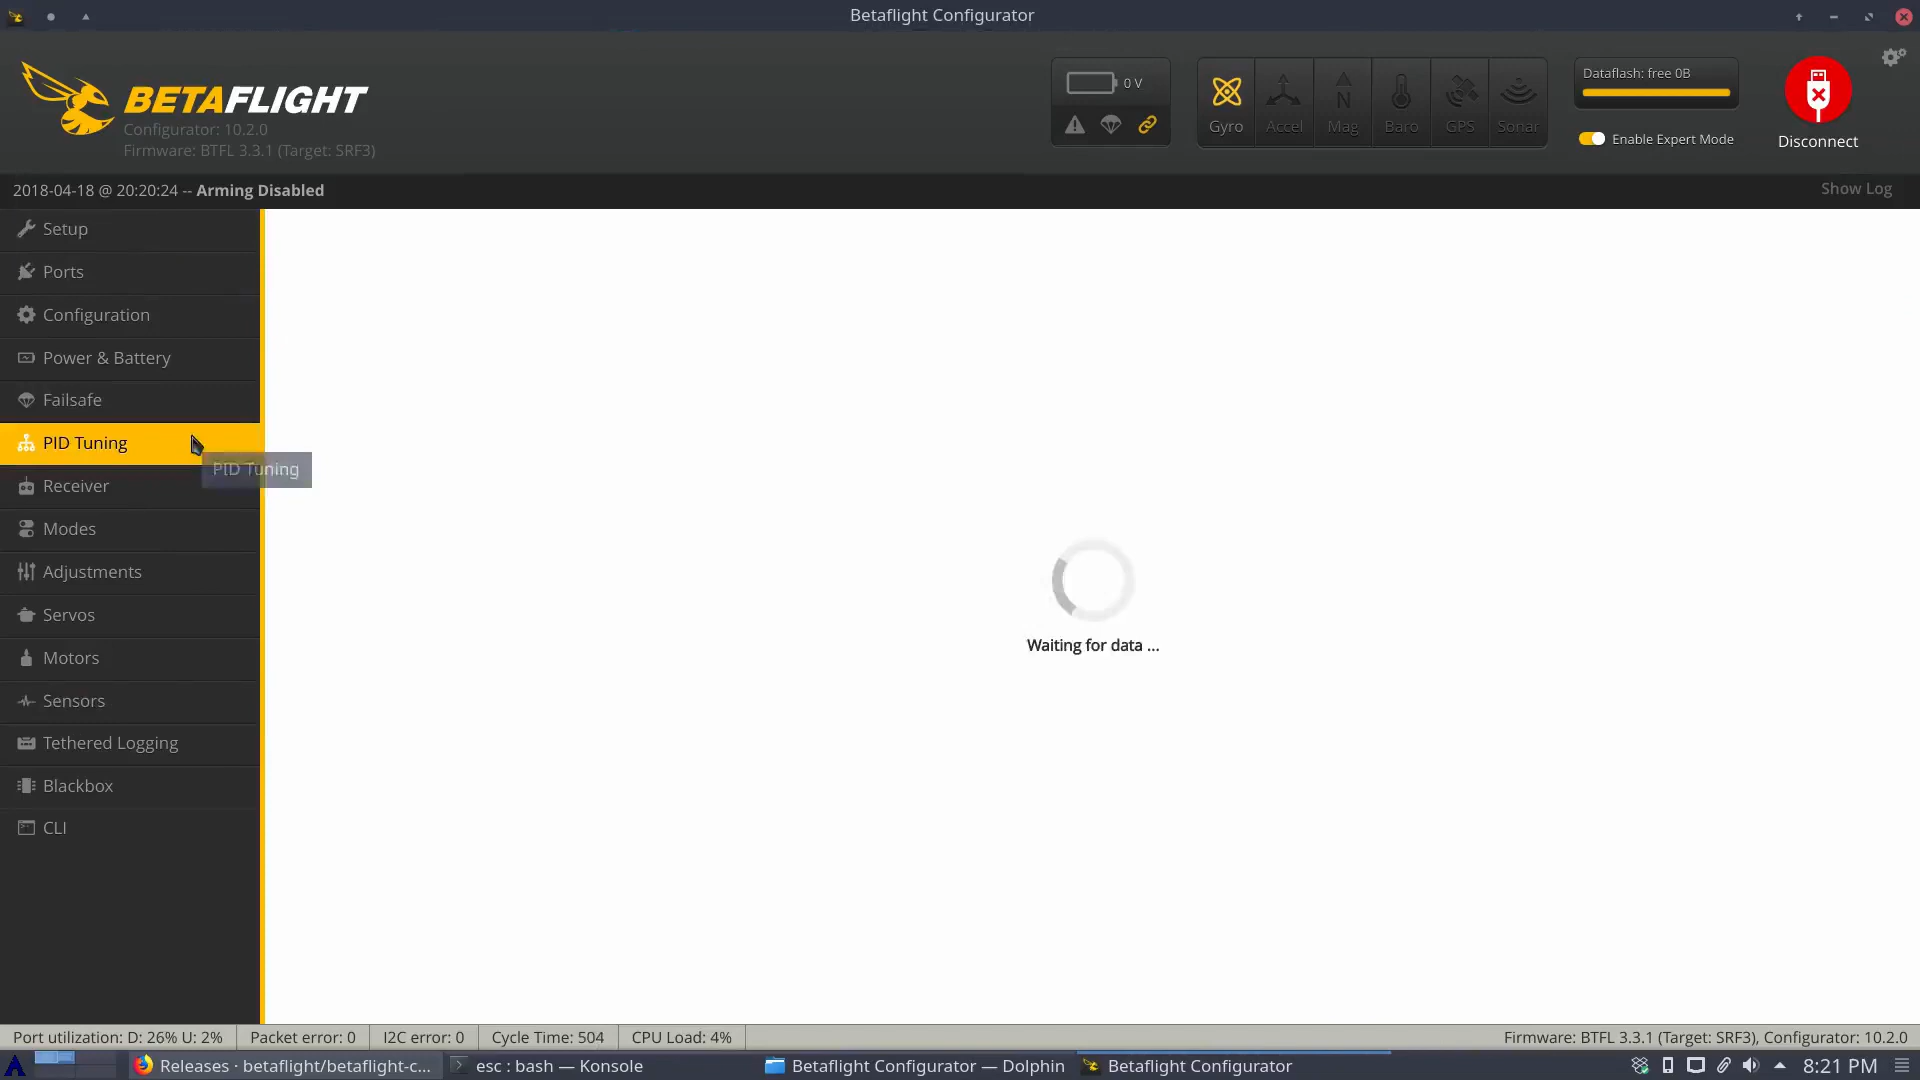 Betaflight Configurator
BETAFLIGHT
Configurator: 10.2.0
Firmware: BTFL 3.3.1 (Target: SRF3)
0 V
Gyro
Accel
Mag
Baro
GPS
Sonar
Dataflash: free 0B
Enable Expert Mode
Disconnect
2018-04-18 @ 20:20:24 -- Arming Disabled
Show Log
Setup
Ports
Configuration
Power & Battery
Failsafe
PID Tuning
PID Tuning
Receiver
Modes
Adjustments
Servos
Motors
Sensors
Tethered Logging
Blackbox
CLI
Waiting for data ...
Port utilization: D: 26% U: 2%
Packet error: 0
I2C error: 0
Cycle Time: 504
CPU Load: 4%
Firmware: BTFL 3.3.1 (Target: SRF3), Configurator: 10.2.0
Releases · betaflight/betaflight-c...
esc : bash — Konsole
Betaflight Configurator — Dolphin
Betaflight Configurator
8:21 PM